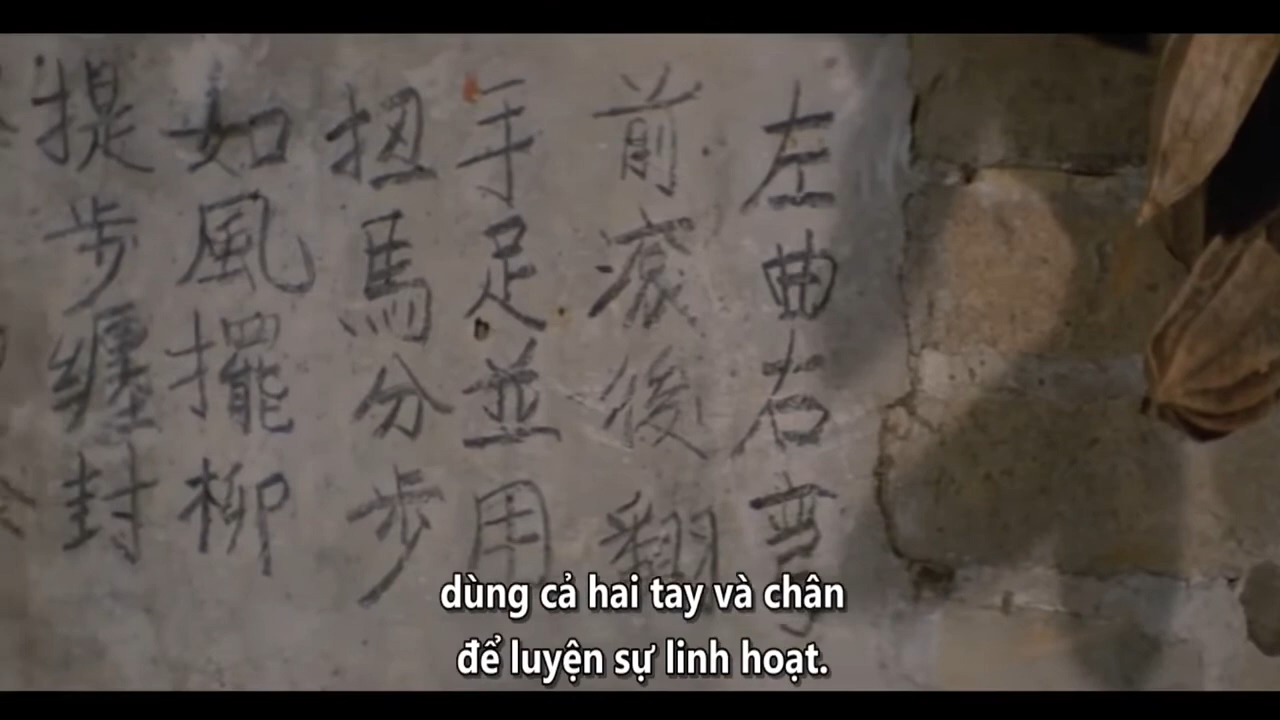 左曲右弯
前滾後翻
手足並用
扭馬分步
如風擺柳
提步纏封
dùng cả hai tay và chân
để luyện sự linh hoạt.